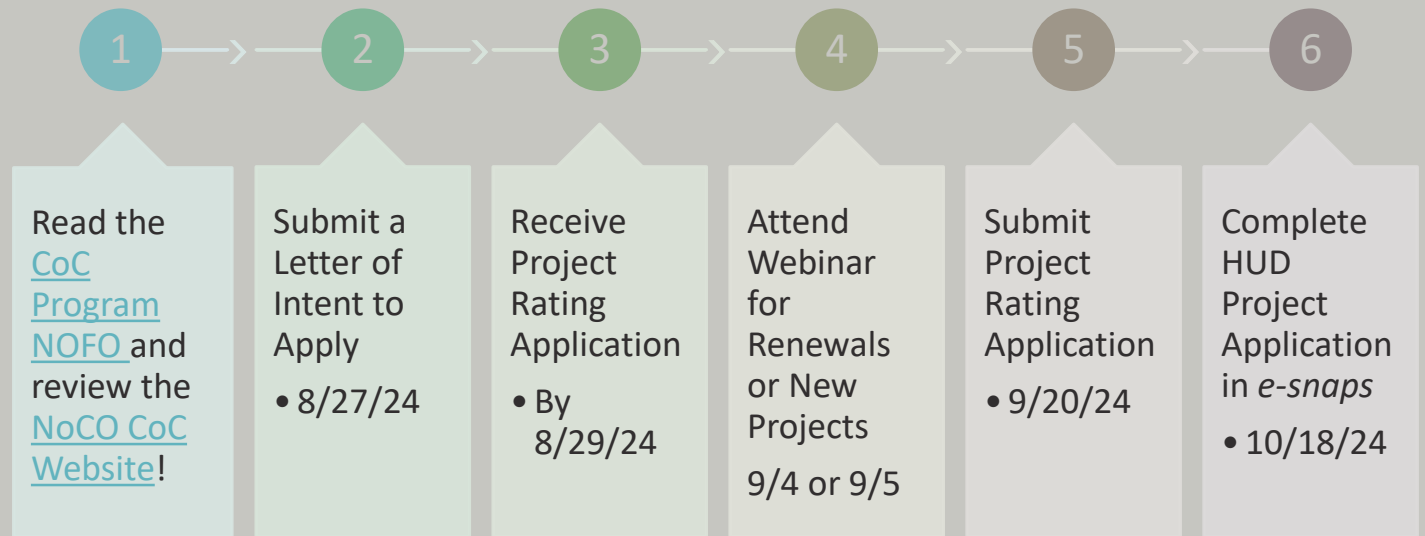 1
2
3
4
5
6
Read the
CoC
Program
NOFO and
review the
NoCO CoC
Website!
Submit a
Letter of
Intent to
Apply
• 8/27/24
Receive
Project
Rating
Application
• By
8/29/24
Attend
Webinar
for
Renewals
or New
Projects
9/4 or 9/5
Submit
Project
Rating
Application
• 9/20/24
Complete
HUD
Project
Application
in e-snaps
• 10/18/24